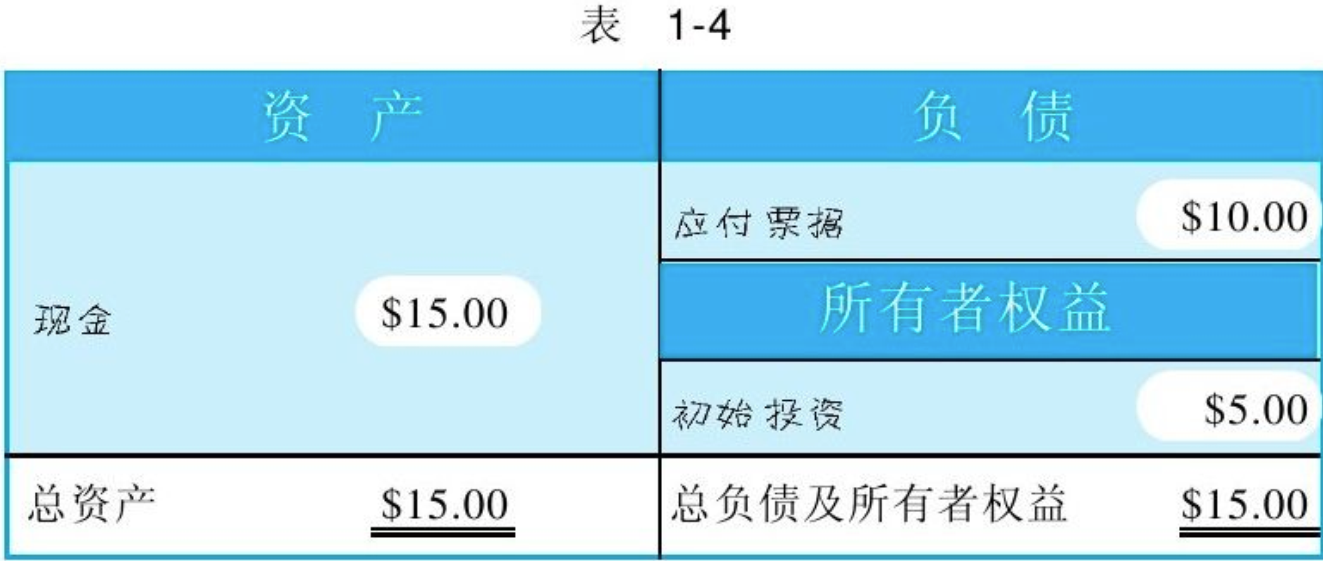 表 1-4
资 产
负 债
应付票据 $10.00
现金 $15.00
所有者权益
初始投资 $5.00
总资产 $15.00
总负债及所有者权益 $15.00